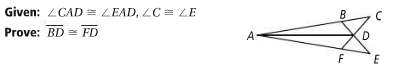 Given: ∠CAD ≅ ∠EAD, ∠C ≅ ∠E
Prove: BD ≅ FD
B
C
A
D
F
E